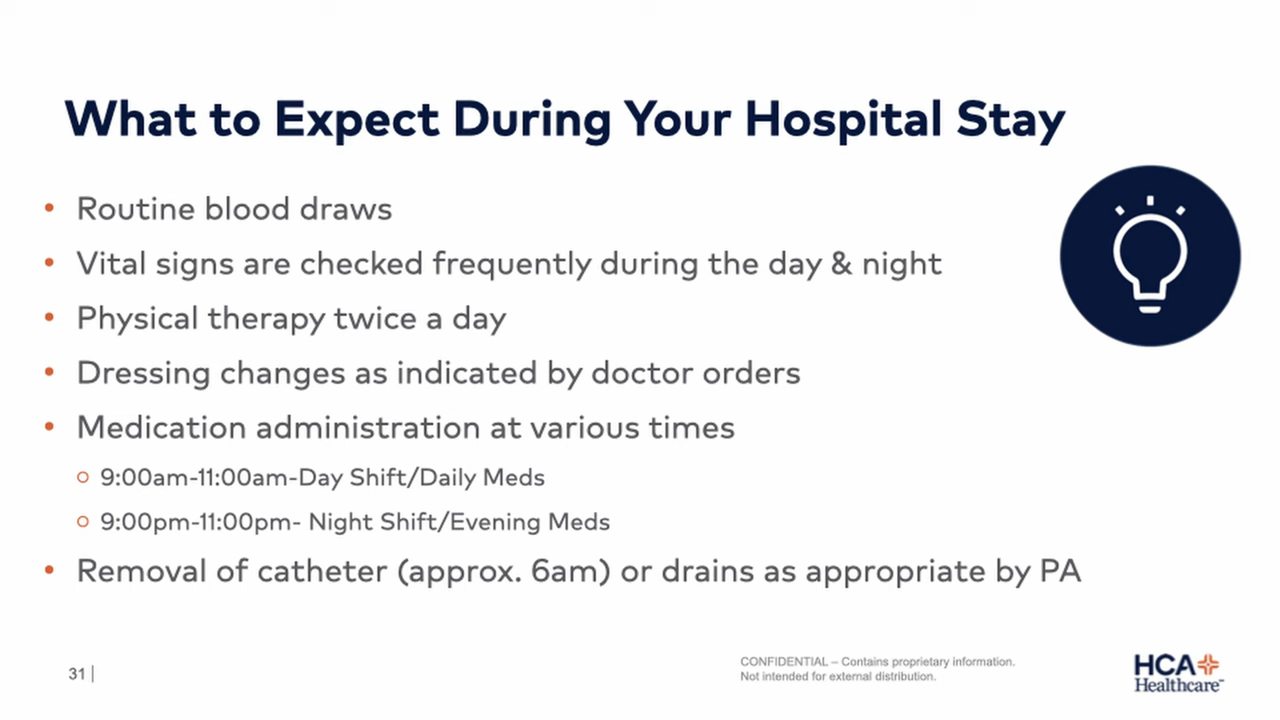 What to Expect During Your Hospital Stay
• Routine blood draws
• Vital signs are checked frequently during the day & night
• Physical therapy twice a day
• Dressing changes as indicated by doctor orders
• Medication administration at various times
○ 9:00am-11:00am-Day Shift/Daily Meds
○ 9:00pm-11:00pm- Night Shift/Evening Meds
• Removal of catheter (approx. 6am) or drains as appropriate by PA
31 |
CONFIDENTIAL – Contains proprietary information.
Not intended for external distribution.
HCA
Healthcare™